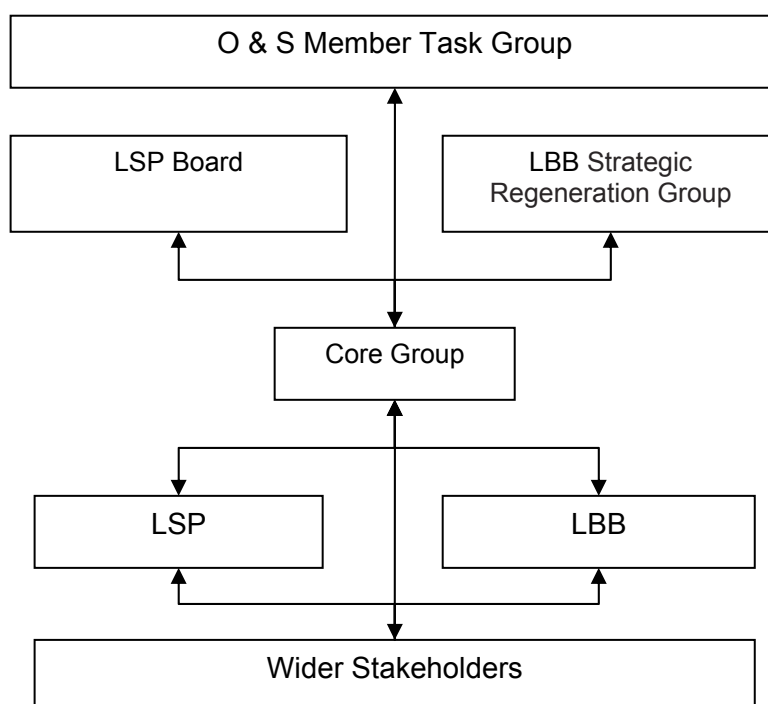 O & S Member Task Group
LSP Board
LBB Strategic
Regeneration Group
Core Group
LSP
LBB
Wider Stakeholders